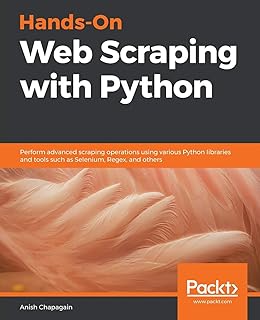 Hands-On
Web Scraping
with Python
Perform advanced scraping operations using various Python libraries
and tools such as Selenium, Regex, and others
Anish Chapagain
Packt>
www.packt.com